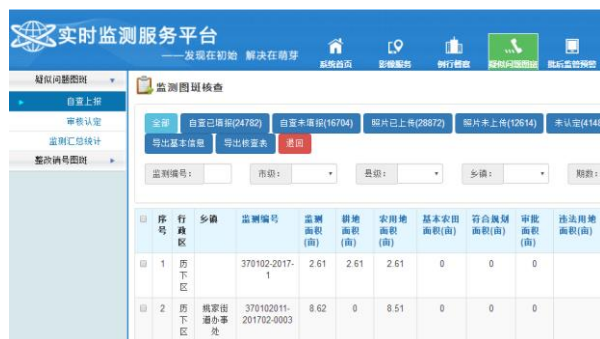 实时监测服务平台
——发现在初始 解决在萌芽
系统首页 影像服务 例行督查 疑似问题图斑 批后监管预警
疑似问题图斑
自查上报
审核认定
监测汇总统计
整改销号图斑
监测图斑核查
全部 自查已填报(24782) 自查未填报(16704) 照片已上传(28872) 照片未上传(12614) 未认定(4148
导出基本信息 导出核查表 退回
监测编号: 市级: 县级: 乡镇: 期数:
序号 行政区 乡镇 监测编号 监测面积(亩) 耕地面积(亩) 农用地面积(亩) 基本农田面积(亩) 符合规划面积(亩) 审批面积(亩) 违法用地面积(亩)
1 历下区 370102-2017-1 2.61 2.61 2.61 0 0 0
2 历下区 姚家街道办事处 370102011-201702-0003 8.62 0 8.51 0 0 0